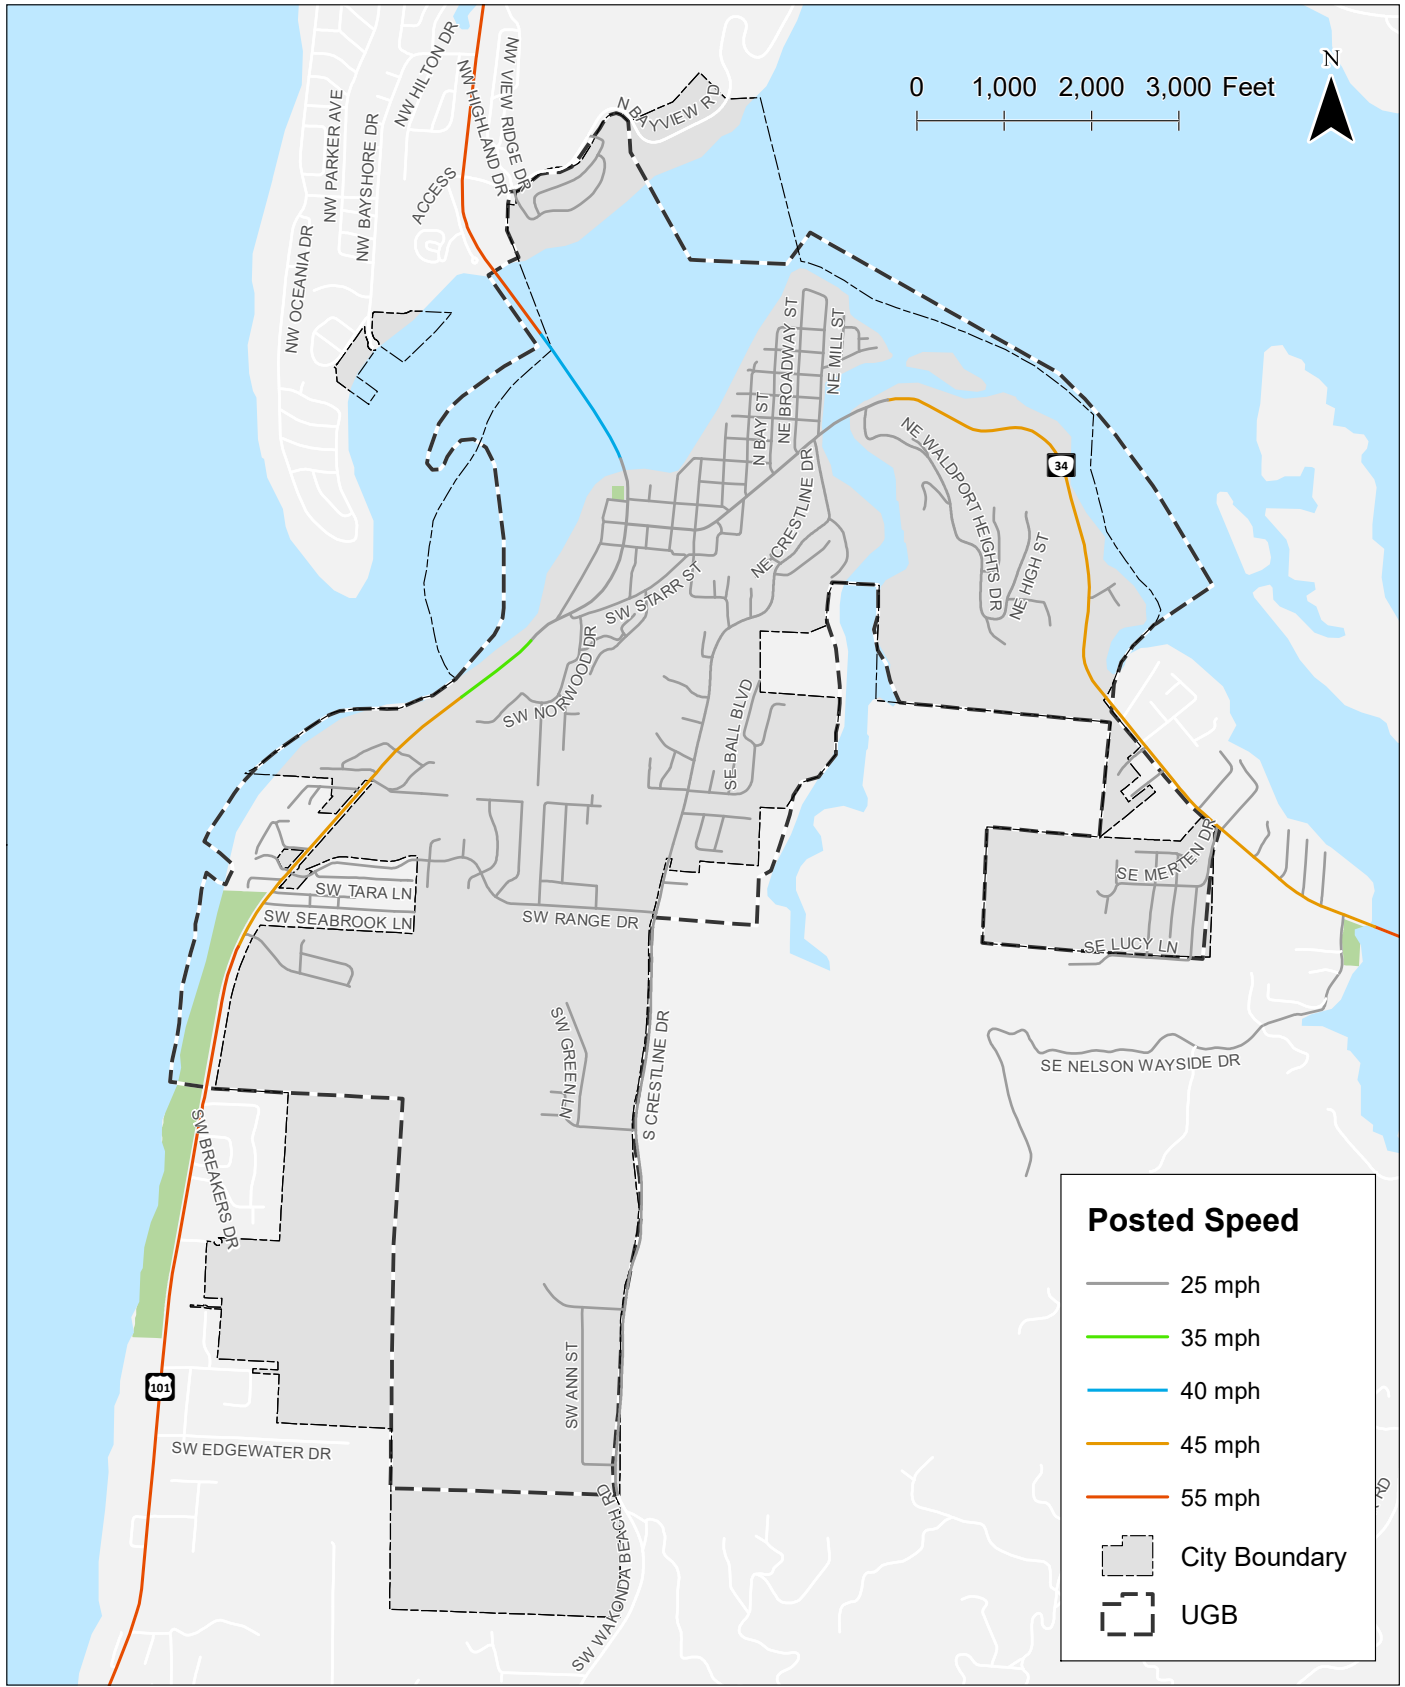 N
0 1,000 2,000 3,000 Feet
NW HILTON DR
NW VIEW RIDGE DR
NW HIGHLAND DR
NW PARKER AVE
NW BAYSHORE DR
N BAYVIEW RD
ACCESS
NW OCEANIA DR
NE BROADWAY ST
NE MILL ST
N BAY ST
NE WALDPORT HEIGHTS DR
34
NE CRESTLINE DR
NE HIGH ST
SW STARR ST
SW NORWOOD DR
SE BALL BLVD
SE MERTEN DR
SW TARA LN
SW SEABROOK LN
SW RANGE DR
SE LUCY LN
SW GREEN LN
S CRESTLINE DR
SE NELSON WAYSIDE DR
SW BREAKERS DR
SW ANN ST
101
SW EDGEWATER DR
SW WAKONDA BEACH RD
RD
Posted Speed
25 mph
35 mph
40 mph
45 mph
55 mph
City Boundary
UGB